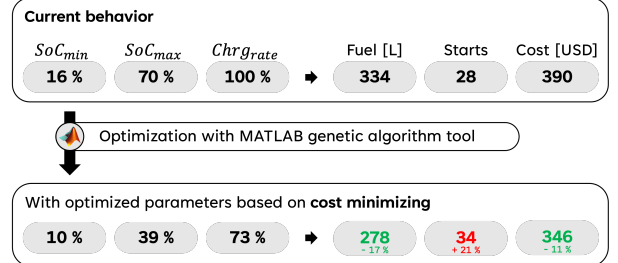 Current behavior
SoC_min SoC_max Chrg_rate Fuel [L] Starts Cost [USD]
16 % 70 % 100 % 334 28 390
Optimization with MATLAB genetic algorithm tool
With optimized parameters based on cost minimizing
10 % 39 % 73 % 278 34 346
- 17 % + 21 % - 11 %